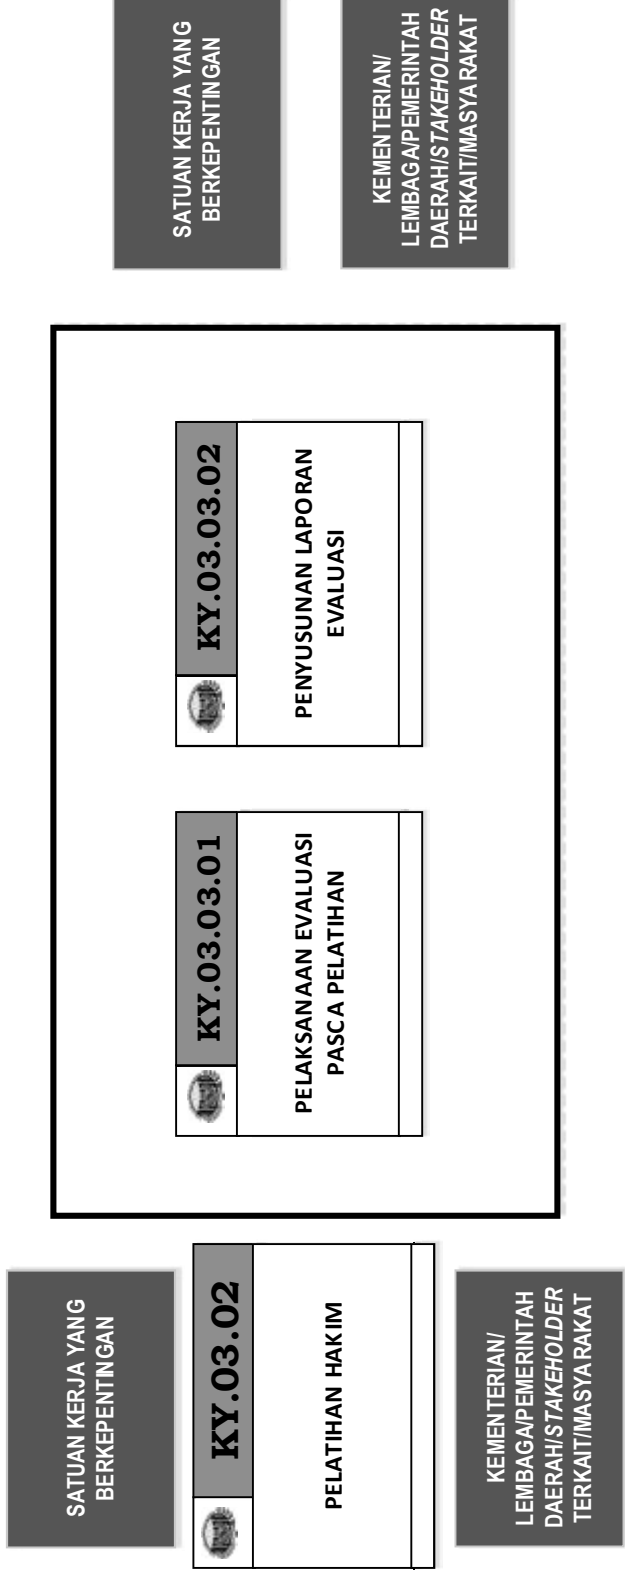 SATUAN KERJA YANG
BERKEPENTINGAN
KY.03.02
PELATIHAN HAKIM
KEMENTERIAN/
LEMBAGA/PEMERINTAH
DAERAH/STAKEHOLDER
TERKAIT/MASYARAKAT
KY.03.03.01
PELAKSANAAN EVALUASI
PASCA PELATIHAN
KY.03.03.02
PENYUSUNAN LAPORAN
EVALUASI
SATUAN KERJA YANG
BERKEPENTINGAN
KEMENTERIAN/
LEMBAGA/PEMERINTAH
DAERAH/STAKEHOLDER
TERKAIT/MASYARAKAT